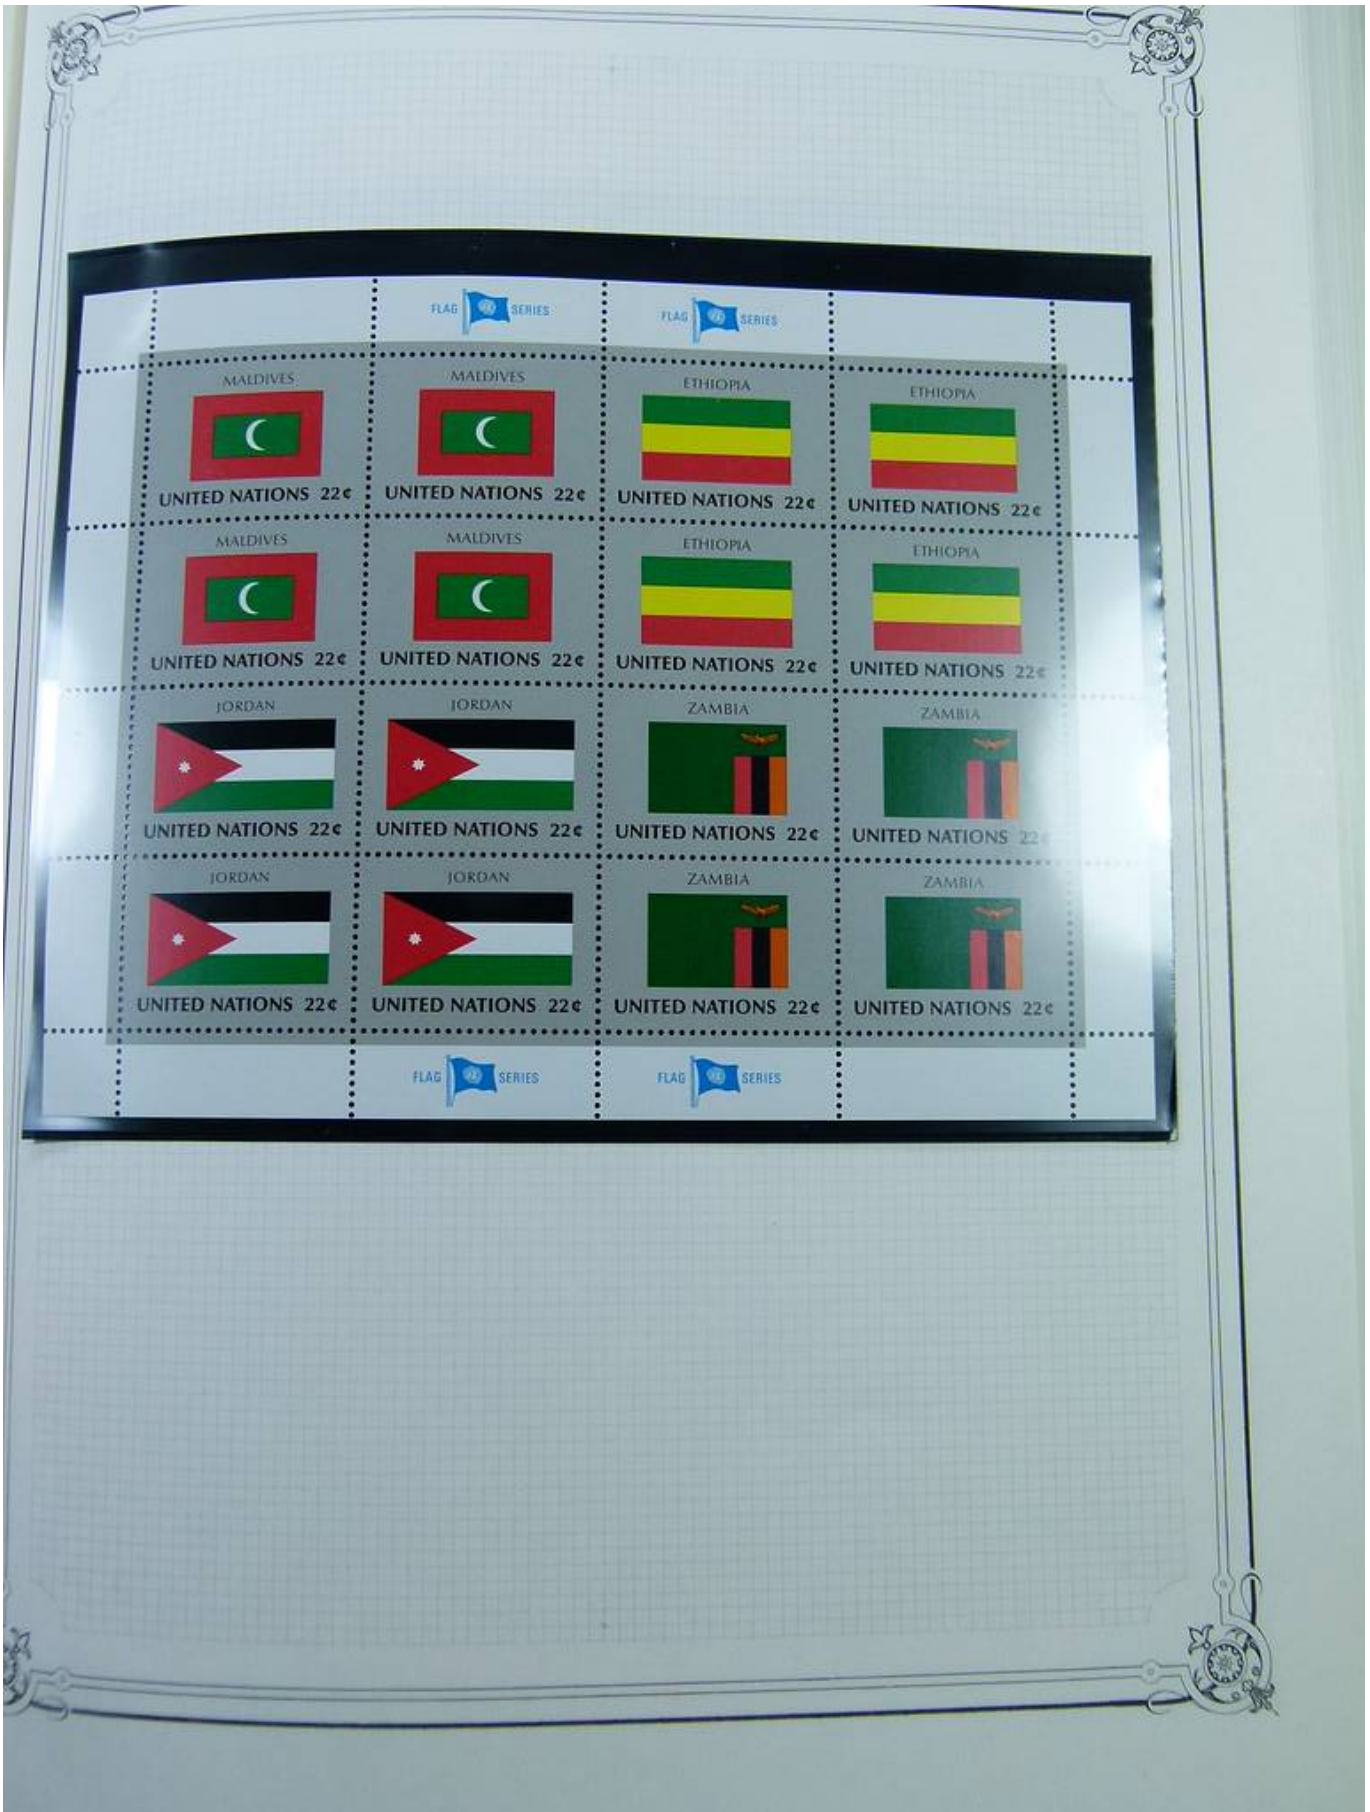 FLAG SERIES FLAG SERIES
MALDIVES MALDIVES ETHIOPIA ETHIOPIA
UNITED NATIONS 22¢ UNITED NATIONS 22¢ UNITED NATIONS 22¢ UNITED NATIONS 22¢
MALDIVES MALDIVES ETHIOPIA ETHIOPIA
UNITED NATIONS 22¢ UNITED NATIONS 22¢ UNITED NATIONS 22¢ UNITED NATIONS 22¢
JORDAN JORDAN ZAMBIA ZAMBIA
UNITED NATIONS 22¢ UNITED NATIONS 22¢ UNITED NATIONS 22¢ UNITED NATIONS 22¢
JORDAN JORDAN ZAMBIA ZAMBIA
UNITED NATIONS 22¢ UNITED NATIONS 22¢ UNITED NATIONS 22¢ UNITED NATIONS 22¢
FLAG SERIES FLAG SERIES